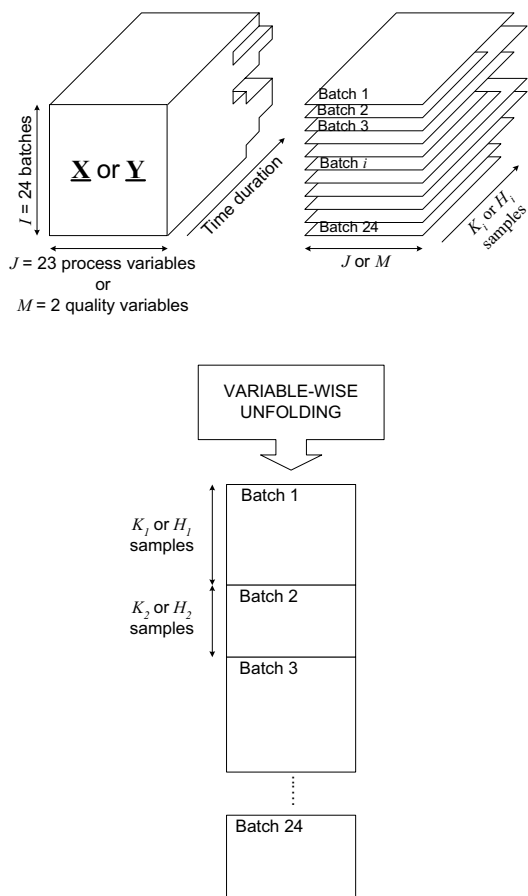 I = 24 batches
X or Y
Time duration
J = 23 process variables
or
M = 2 quality variables
Batch 1
Batch 2
Batch 3
Batch i
Batch 24
J or M
K_i or H_i
samples
VARIABLE-WISE
UNFOLDING
Batch 1
K_1 or H_1
samples
Batch 2
K_2 or H_2
samples
Batch 3
Batch 24